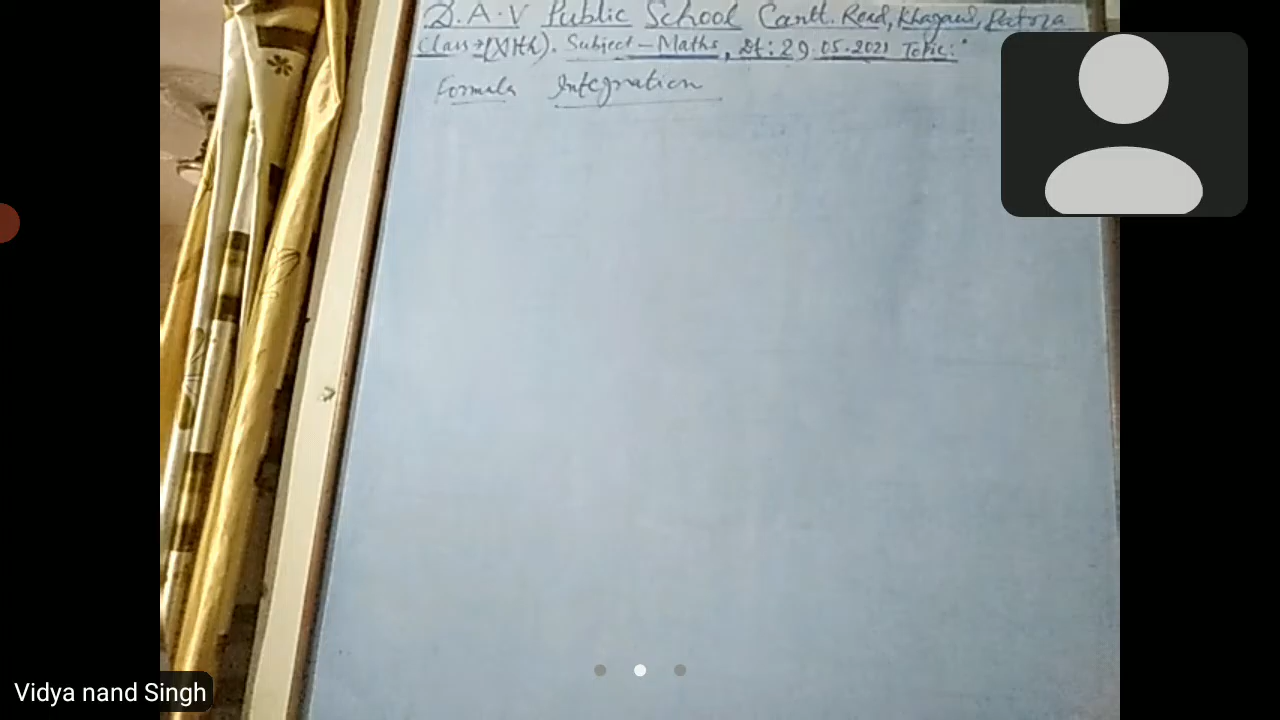 D.A.V Public School Cantt. Road, Khagaul, Patna
Class → (XIth). Subject - Maths, Dt: 29.05.2021 Topic:
Formula Integration
Vidya nand Singh